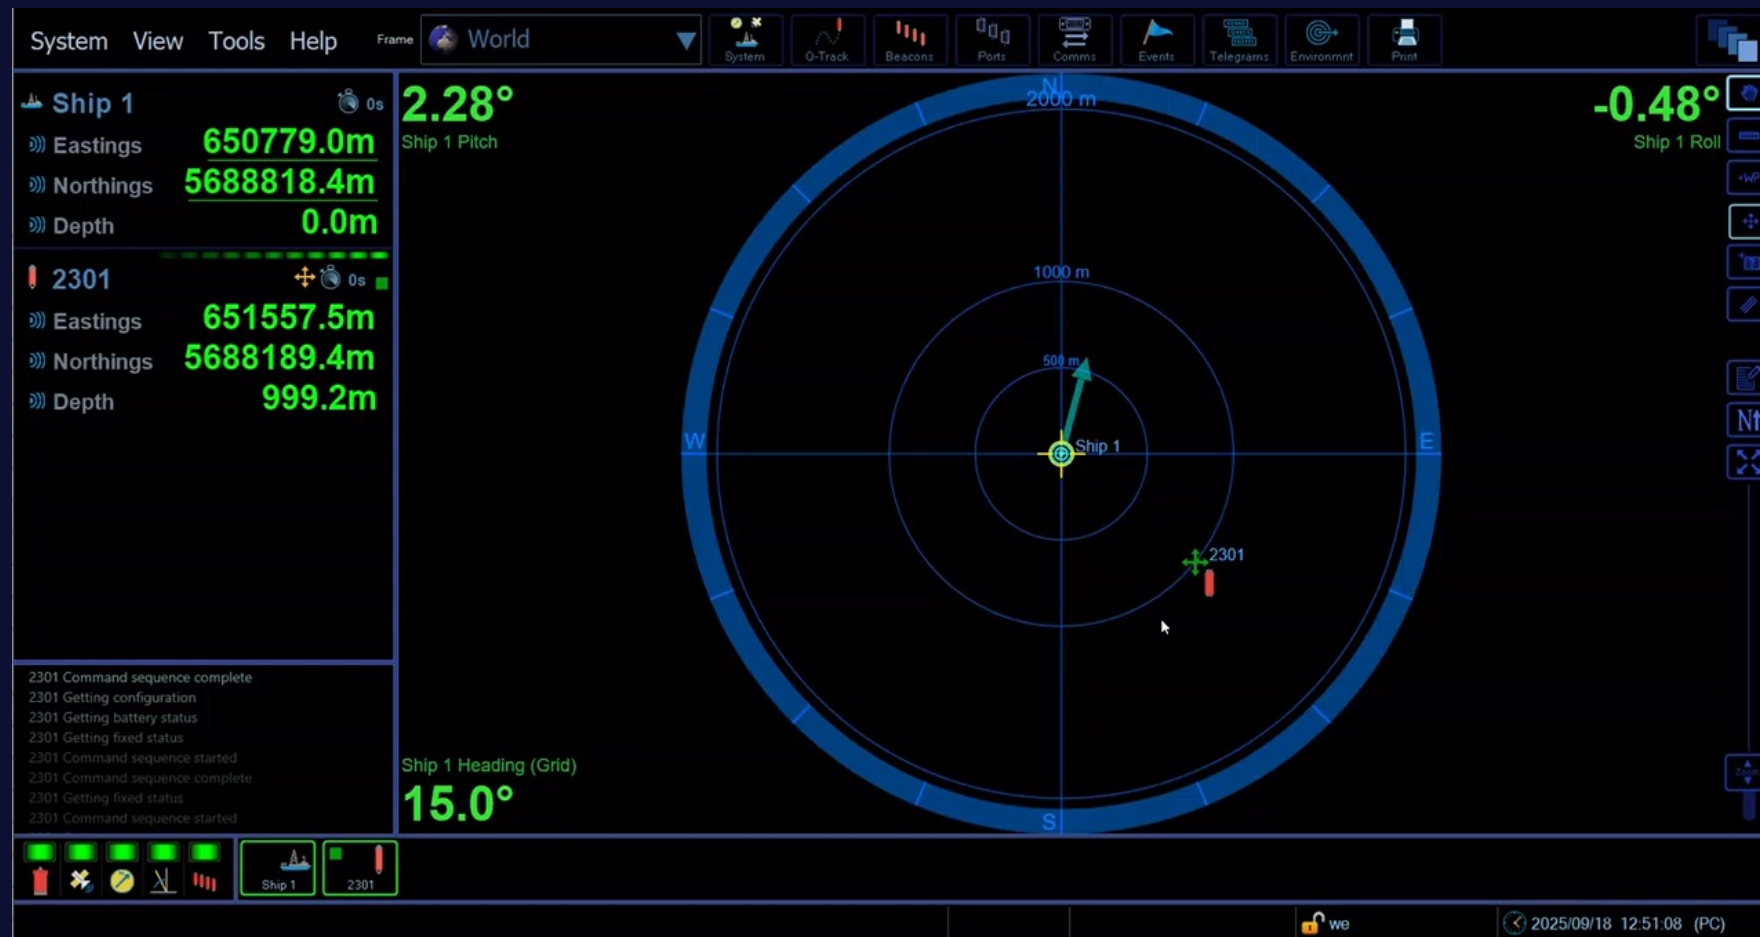 System View Tools Help Frame World
System Q-Track Beacons Ports Comms Events Telegrams Environmnt Print
Ship 1 0s
Eastings 650779.0m
Northings 5688818.4m
Depth 0.0m
2301 0s
Eastings 651557.5m
Northings 5688189.4m
Depth 999.2m
2301 Command sequence complete
2301 Getting configuration
2301 Getting battery status
2301 Getting fixed status
2301 Command sequence started
2301 Command sequence complete
2301 Getting fixed status
2301 Command sequence started
2.28°
Ship 1 Pitch
-0.48°
Ship 1 Roll
N
2000 m
1000 m
500 m
W
E
Ship 1
2301
S
Ship 1 Heading (Grid)
15.0°
+WP
N
Zoom
Ship 1
2301
we
2025/09/18 12:51:08 (PC)